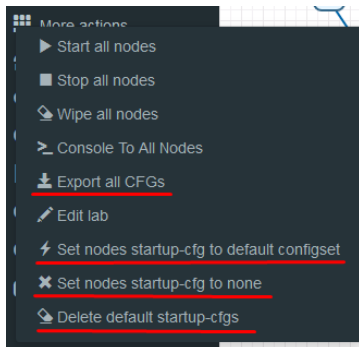 More actions
Start all nodes
Stop all nodes
Wipe all nodes
Console To All Nodes
Export all CFGs
Edit lab
Set nodes startup-cfg to default configset
Set nodes startup-cfg to none
Delete default startup-cfgs